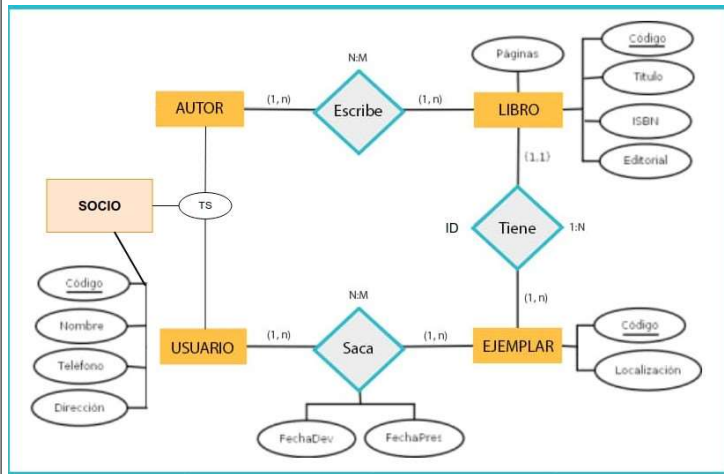 Código
Páginas
N:M
Título
AUTOR
(1, n)
Escribe
(1, n)
LIBRO
ISBN
Editorial
(1,1)
SOCIO
TS
ID
Tiene
1:N
Código
N:M
(1, n)
Nombre
Código
USUARIO
(1, n)
Saca
(1, n)
EJEMPLAR
Teléfono
Localización
Dirección
FechaDev
FechaPres